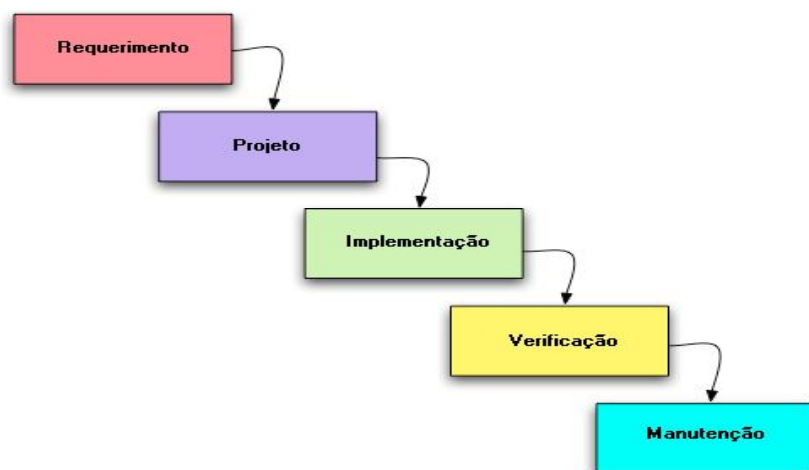 Requerimento
Projeto
Implementação
Verificação
Manutenção